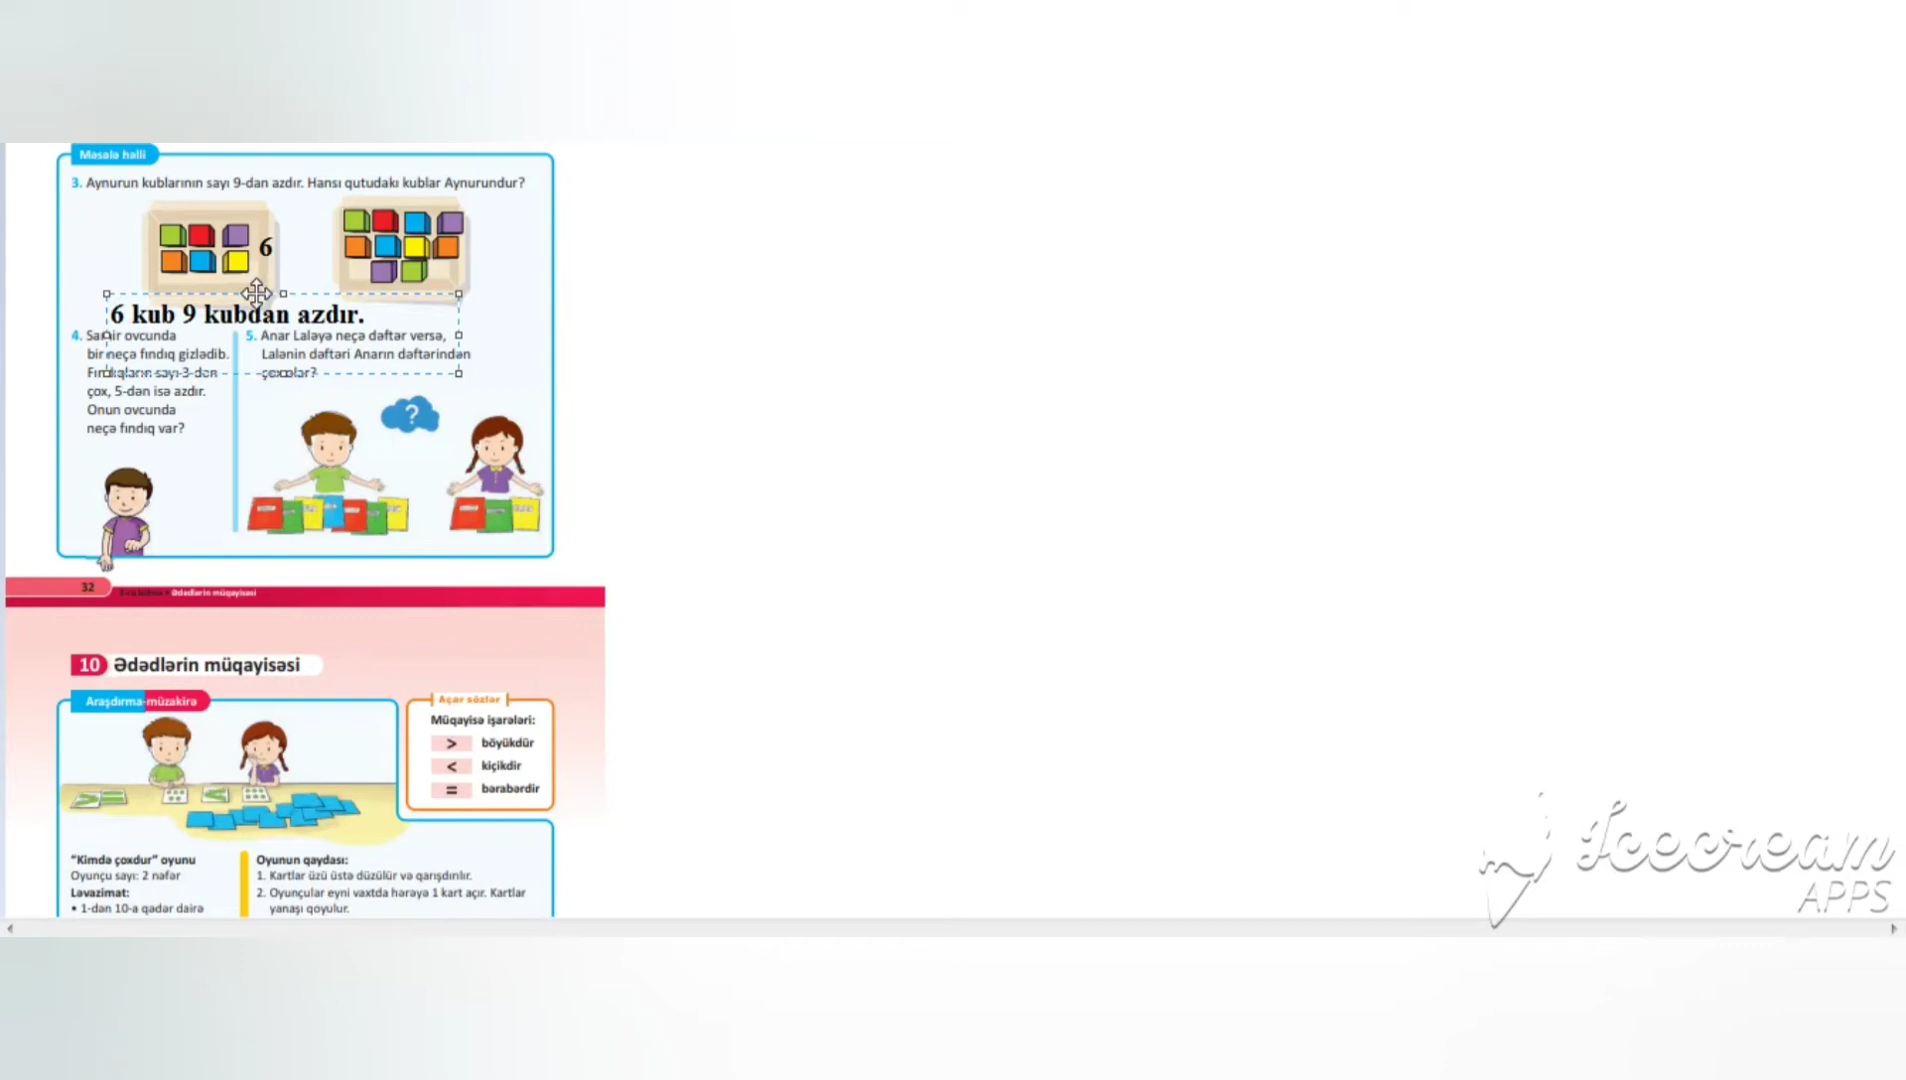 Məsələ həlli
3. Aynurun kublarının sayı 9-dan azdır. Hansı qutudakı kublar Aynurundur?
6
6 kub 9 kubdan azdır.
4. Samir ovcunda
bir neçə fındıq gizlədib.
Fındıqların sayı 3-dən
çox, 5-dən isə azdır.
Onun ovcunda
neçə fındıq var?
5. Anar Laləyə neçə dəftər versə,
Lalənin dəftəri Anarın dəftərindən
çox olar?
?
32
Ədədlərin müqayisəsi
10 Ədədlərin müqayisəsi
Araşdırma-müzakirə
Açar sözlər
Müqayisə işarələri:
> böyükdür
< kiçikdir
= bərabərdir
"Kimdə çoxdur" oyunu
Oyunçu sayı: 2 nəfər
Ləvazimat:
• 1-dən 10-a qədər dairə
Oyunun qaydası:
1. Kartlar üzü üstə düzülür və qarışdırılır.
2. Oyunçular eyni vaxtda hərəyə 1 kart açır. Kartlar
yanaşı qoyulur.
Icecream
APPS